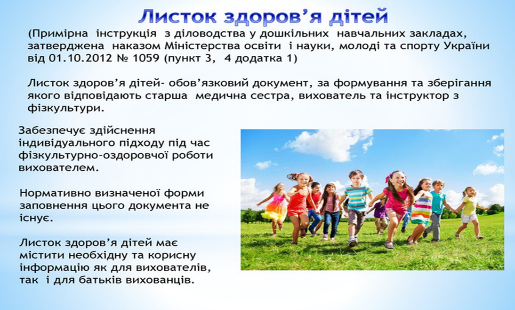 Листок здоров’я дітей
(Примірна інструкція з діловодства у дошкільних навчальних закладах,
затверджена наказом Міністерства освіти і науки, молоді та спорту України
від 01.10.2012 № 1059 (пункт 3, 4 додатка 1)
Листок здоров’я дітей- обов’язковий документ, за формування та зберігання
якого відповідають старша медична сестра, вихователь та інструктор з
фізкультури.
Забезпечує здійснення
індивідуального підходу під час
фізкультурно-оздоровчої роботи
вихователем.
Нормативно визначеної форми
заповнення цього документа не
існує.
Листок здоров’я дітей має
містити необхідну та корисну
інформацію як для вихователів,
так і для батьків вихованців.